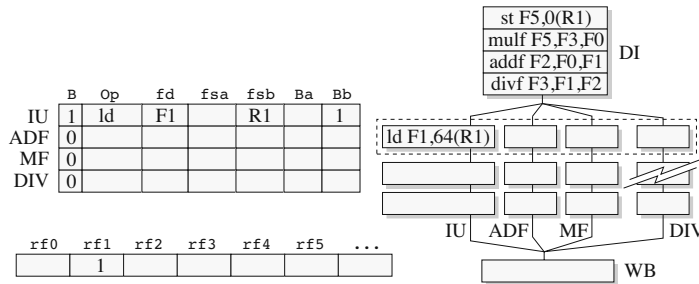 st F5,0(R1)
mulf F5,F3,F0
addf F2,F0,F1
divf F3,F1,F2
DI
B Op fd fsa fsb Ba Bb
IU 1 ld F1 R1 1
ADF 0
MF 0
DIV 0
ld F1,64(R1)
IU ADF MF DIV
WB
rf0 rf1 rf2 rf3 rf4 rf5 ...
1